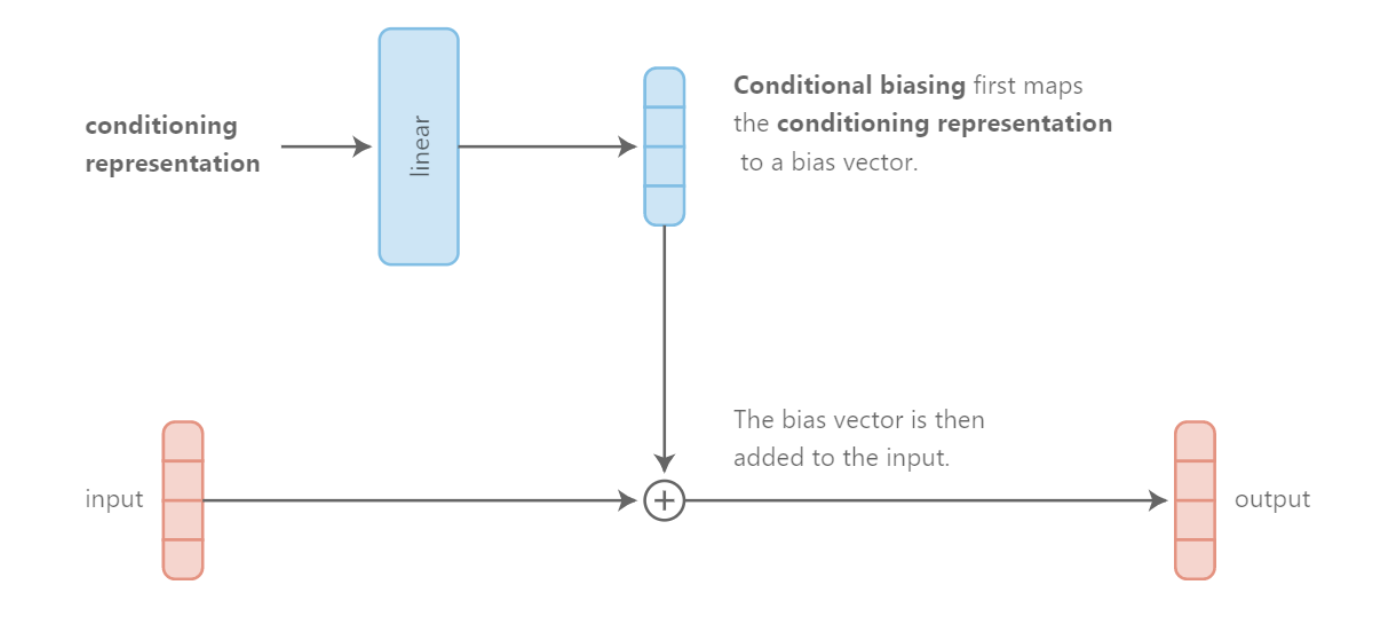 conditioning
representation
linear
Conditional biasing first maps
the conditioning representation
to a bias vector.
The bias vector is then
added to the input.
input
+
output